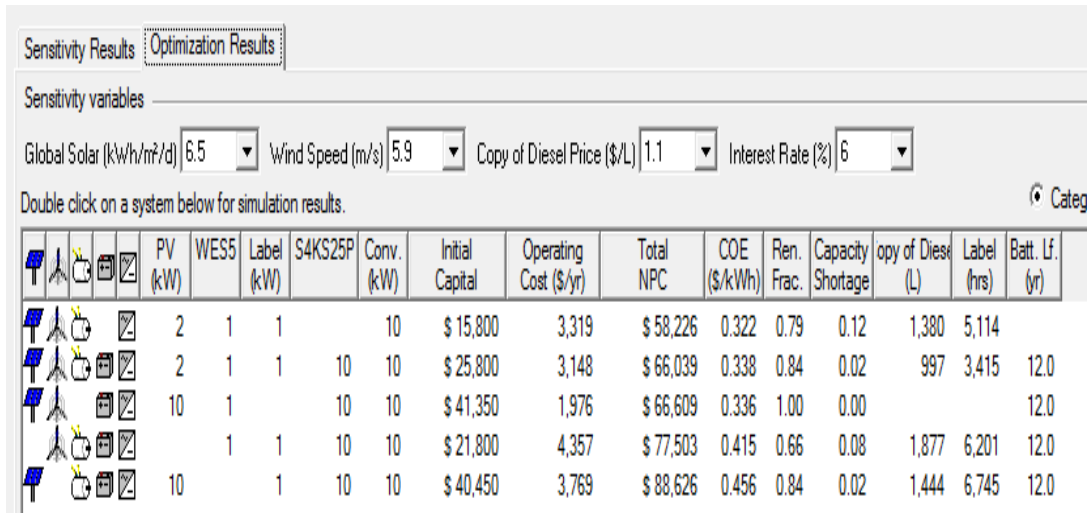 Sensitivity Results Optimization Results
Sensitivity variables
Global Solar (kWh/m²/d) 6.5 Wind Speed (m/s) 5.9 Copy of Diesel Price ($/L) 1.1 Interest Rate (%) 6
Double click on a system below for simulation results. Categ
PV (kW) WES5 Label (kW) S4KS25P Conv. (kW) Initial Capital Operating Cost ($/yr) Total NPC COE ($/kWh) Ren. Frac. Capacity Shortage opy of Diese (L) Label (hrs) Batt. Lf. (yr)
2 1 1 10 $ 15,800 3,319 $ 58,226 0.322 0.79 0.12 1,380 5,114
2 1 1 10 10 $ 25,800 3,148 $ 66,039 0.338 0.84 0.02 997 3,415 12.0
10 1 10 10 $ 41,350 1,976 $ 66,609 0.336 1.00 0.00 12.0
1 1 10 10 $ 21,800 4,357 $ 77,503 0.415 0.66 0.08 1,877 6,201 12.0
10 1 10 10 $ 40,450 3,769 $ 88,626 0.456 0.84 0.02 1,444 6,745 12.0